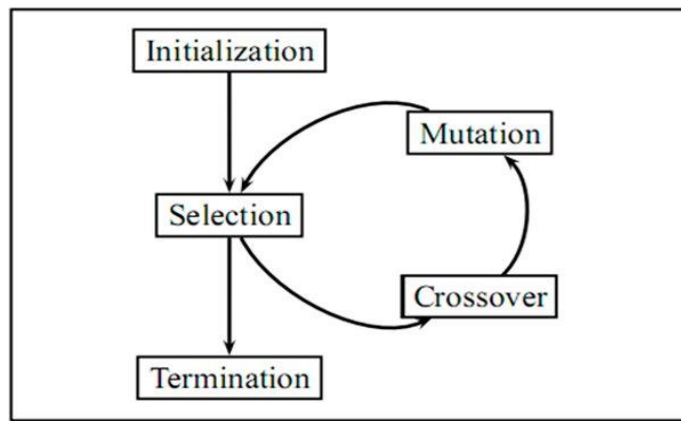 Initialization
Mutation
Selection
Crossover
Termination